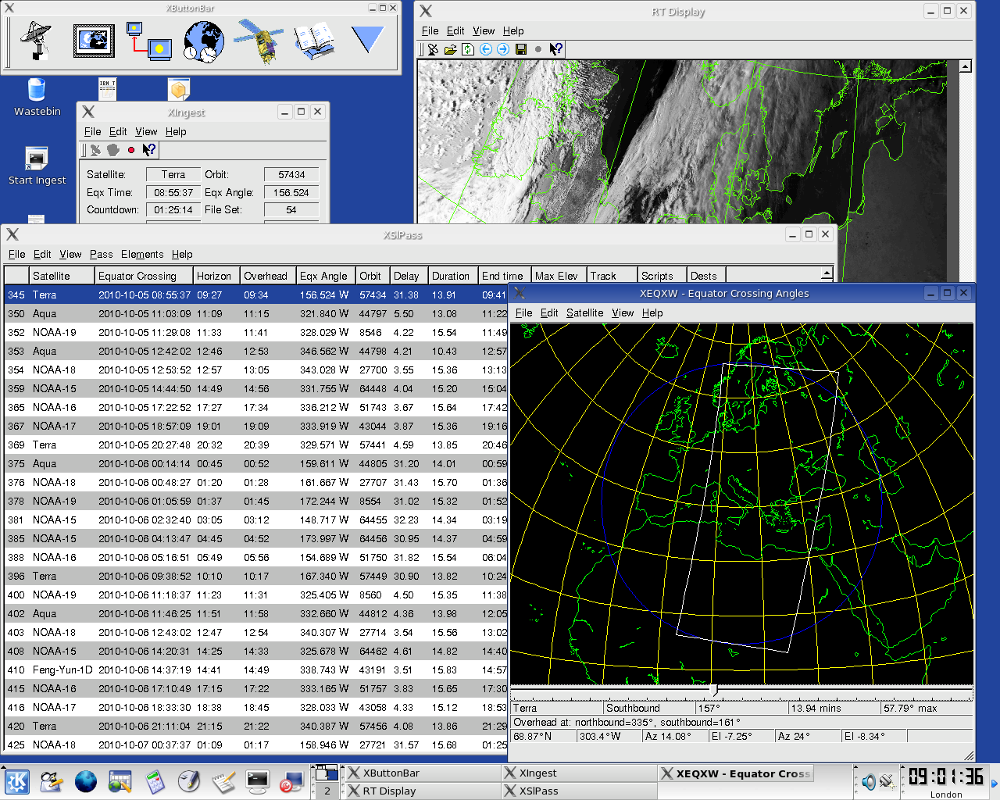 XButtonBar
RT Display
File Edit View Help
Wastebin
IBM T
XIngest
File Edit View Help
Start Ingest
Satellite: Terra Orbit: 57434
Eqx Time: 08:55:37 Eqx Angle: 156.524
Countdown: 01:25:14 File Set: 54
XSlPass
File Edit View Pass Elements Help
Satellite Equator Crossing Horizon Overhead Eqx Angle Orbit Delay Duration End time Max Elev Track Scripts Dests
345 Terra 2010-10-05 08:55:37 09:27 09:34 156.524 W 57434 31.38 13.91 09:41
350 Aqua 2010-10-05 11:03:09 11:09 11:15 321.840 W 44797 5.50 13.08 11:22
352 NOAA-19 2010-10-05 11:29:08 11:33 11:41 328.029 W 8546 4.22 15.54 11:49
353 Aqua 2010-10-05 12:42:02 12:46 12:53 346.562 W 44798 4.21 10.43 12:57
354 NOAA-18 2010-10-05 12:53:52 12:57 13:05 343.028 W 27700 3.55 15.36 13:13
359 NOAA-15 2010-10-05 14:44:50 14:49 14:56 331.755 W 64448 4.04 15.20 15:04
365 NOAA-16 2010-10-05 17:22:52 17:27 17:34 336.212 W 51743 3.67 15.64 17:42
367 NOAA-17 2010-10-05 18:57:09 19:01 19:09 333.919 W 43044 3.87 15.36 19:16
369 Terra 2010-10-05 20:27:48 20:32 20:39 329.571 W 57441 4.59 13.85 20:46
375 Aqua 2010-10-06 00:14:14 00:45 00:52 159.611 W 44805 31.20 14.01 00:59
376 NOAA-18 2010-10-06 00:48:27 01:20 01:28 161.667 W 27707 31.43 15.70 01:36
378 NOAA-19 2010-10-06 01:05:59 01:37 01:45 172.244 W 8554 31.02 15.32 01:52
381 NOAA-15 2010-10-06 02:32:40 03:05 03:12 148.717 W 64455 32.23 14.34 03:19
385 NOAA-15 2010-10-06 04:13:47 04:45 04:52 173.997 W 64456 30.95 14.37 04:59
388 NOAA-16 2010-10-06 05:16:51 05:49 05:56 154.689 W 51750 31.82 15.54 06:04
396 Terra 2010-10-06 09:38:52 10:10 10:17 167.340 W 57449 30.90 13.82 10:24
400 NOAA-19 2010-10-06 11:18:37 11:23 11:31 325.405 W 8560 4.50 15.35 11:38
402 Aqua 2010-10-06 11:46:25 11:51 11:58 332.660 W 44812 4.36 13.98 12:05
403 NOAA-18 2010-10-06 12:43:02 12:47 12:54 340.307 W 27714 3.54 15.56 13:02
408 NOAA-15 2010-10-06 14:20:31 14:25 14:33 325.678 W 64462 4.61 14.82 14:40
410 Feng-Yun-1D 2010-10-06 14:37:19 14:41 14:49 338.743 W 43191 3.51 15.83 14:57
415 NOAA-16 2010-10-06 17:10:49 17:15 17:22 333.165 W 51757 3.83 15.65 17:30
416 NOAA-17 2010-10-06 18:33:30 18:38 18:45 328.033 W 43058 4.33 15.12 18:53
420 Terra 2010-10-06 21:11:04 21:15 21:22 340.387 W 57456 4.08 13.86 21:29
425 NOAA-18 2010-10-07 00:37:37 01:09 01:17 158.946 W 27721 31.57 15.68 01:25
XEQXW - Equator Crossing Angles
File Edit Satellite View Help
Terra Southbound 157° 13.94 mins 57.79° max
Overhead at: northbound=335°, southbound=161°
68.87°N 303.4°W Az 14.08° El -7.25° Az 24° El -8.34°
1
2
XButtonBar
XIngest
XEQXW - Equator Cross
RT Display
XSlPass
09:01:36
London